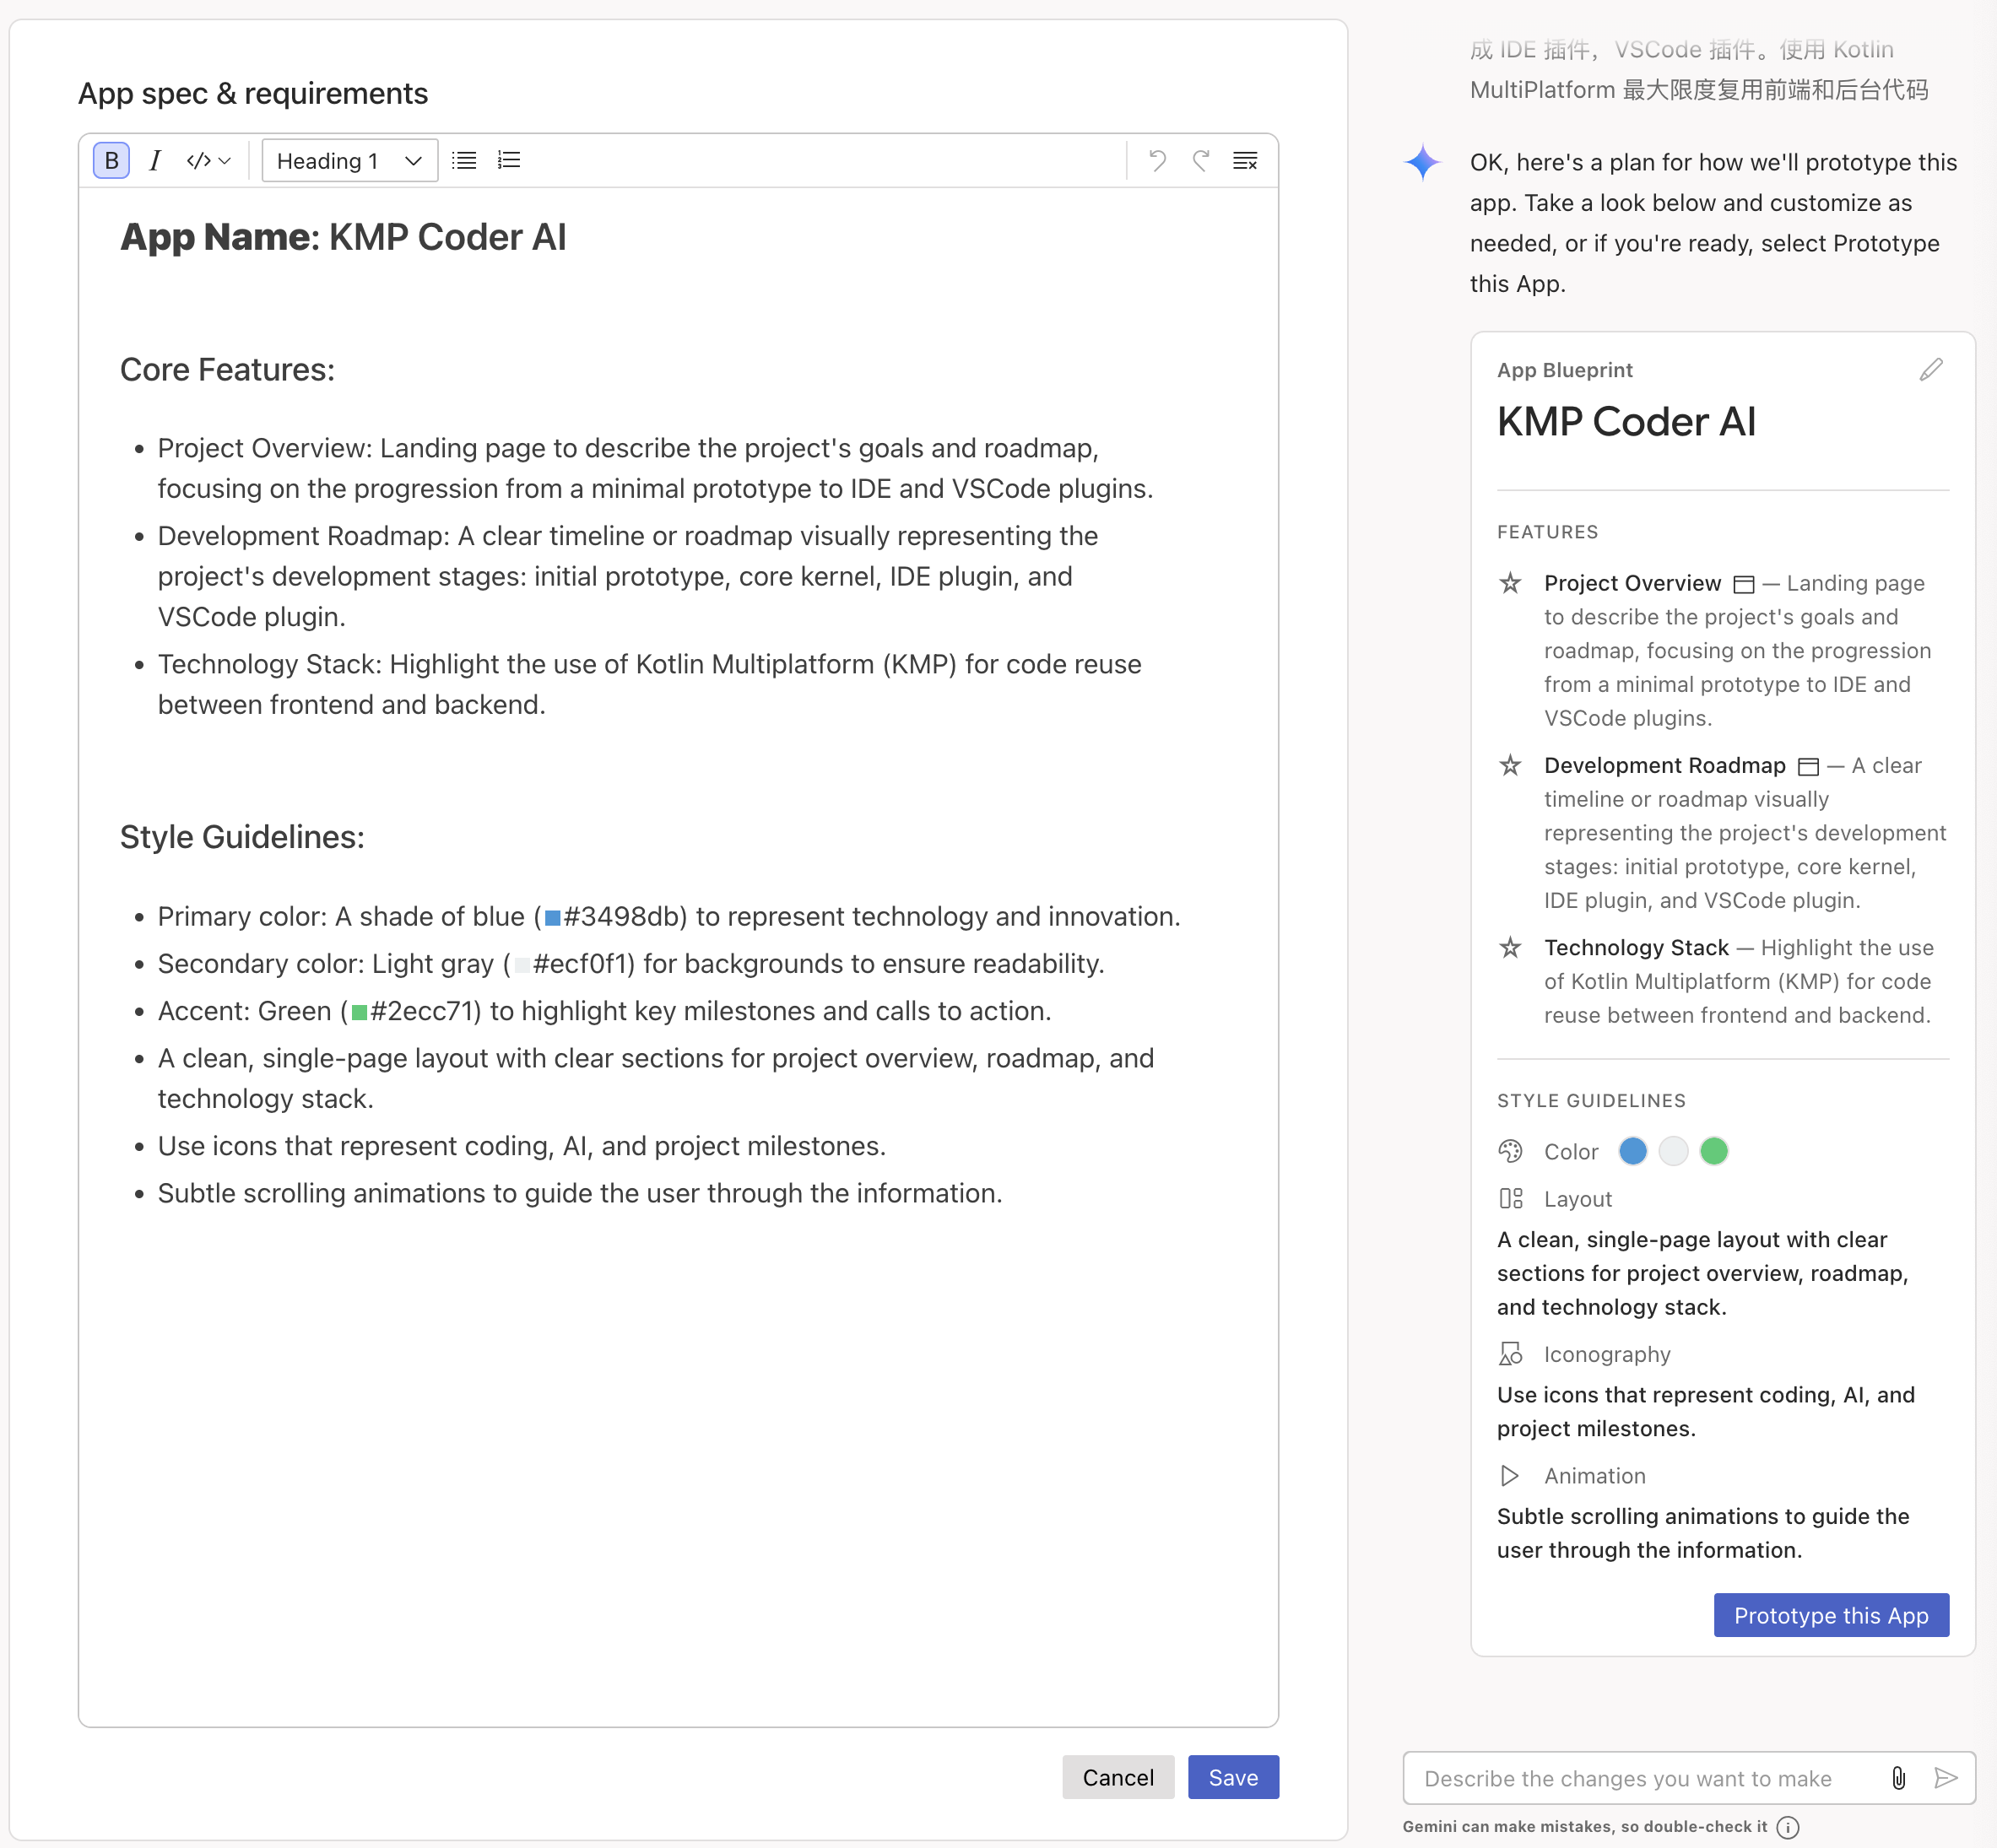 App spec & requirements
B I </> Heading 1
App Name: KMP Coder AI
Core Features:
Project Overview: Landing page to describe the project's goals and roadmap,
focusing on the progression from a minimal prototype to IDE and VSCode plugins.
Development Roadmap: A clear timeline or roadmap visually representing the
project's development stages: initial prototype, core kernel, IDE plugin, and
VSCode plugin.
Technology Stack: Highlight the use of Kotlin Multiplatform (KMP) for code reuse
between frontend and backend.
Style Guidelines:
Primary color: A shade of blue (#3498db) to represent technology and innovation.
Secondary color: Light gray (#ecf0f1) for backgrounds to ensure readability.
Accent: Green (#2ecc71) to highlight key milestones and calls to action.
A clean, single-page layout with clear sections for project overview, roadmap, and
technology stack.
Use icons that represent coding, AI, and project milestones.
Subtle scrolling animations to guide the user through the information.
Cancel Save
成 IDE 插件，VSCode 插件。使用 Kotlin
MultiPlatform 最大限度复用前端和后台代码
OK, here's a plan for how we'll prototype this
app. Take a look below and customize as
needed, or if you're ready, select Prototype
this App.
App Blueprint
KMP Coder AI
FEATURES
Project Overview — Landing page
to describe the project's goals and
roadmap, focusing on the progression
from a minimal prototype to IDE and
VSCode plugins.
Development Roadmap — A clear
timeline or roadmap visually
representing the project's development
stages: initial prototype, core kernel,
IDE plugin, and VSCode plugin.
Technology Stack — Highlight the use
of Kotlin Multiplatform (KMP) for code
reuse between frontend and backend.
STYLE GUIDELINES
Color
Layout
A clean, single-page layout with clear
sections for project overview, roadmap,
and technology stack.
Iconography
Use icons that represent coding, AI, and
project milestones.
Animation
Subtle scrolling animations to guide the
user through the information.
Prototype this App
Describe the changes you want to make
Gemini can make mistakes, so double-check it